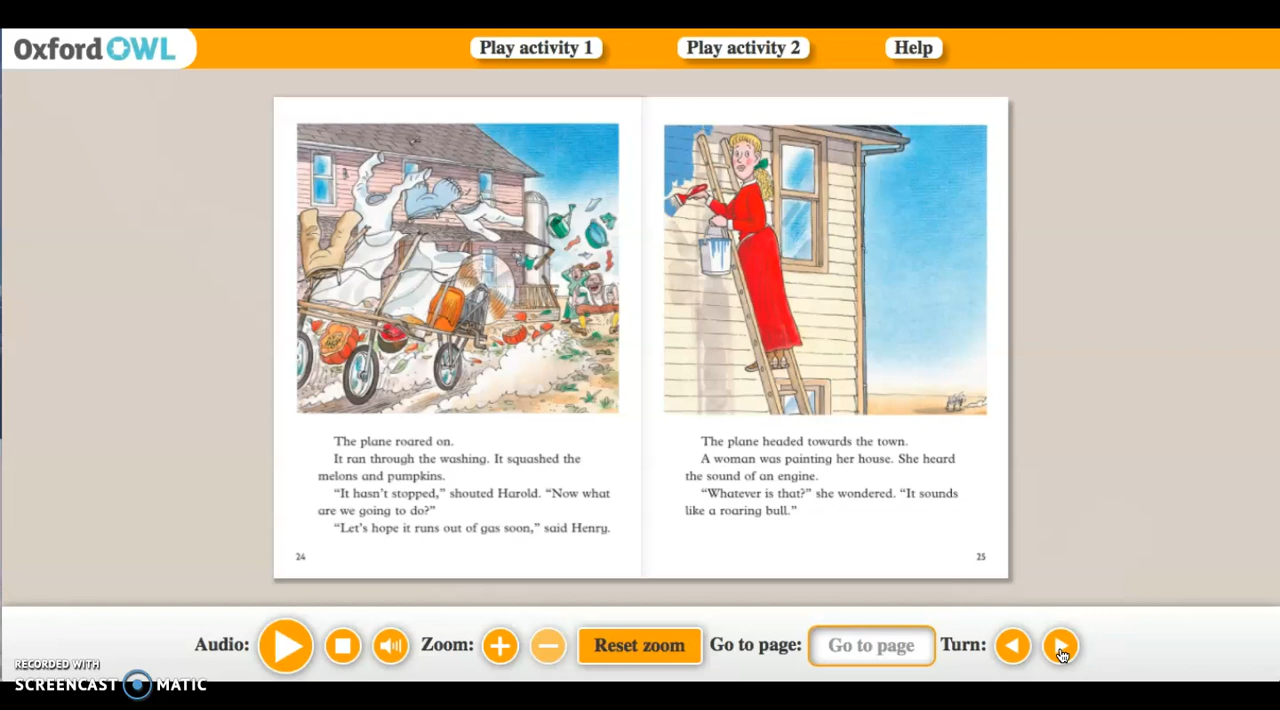 Oxford OWL
Play activity 1
Play activity 2
Help
The plane roared on.
It ran through the washing. It squashed the
melons and pumpkins.
“It hasn’t stopped,” shouted Harold. “Now what
are we going to do?”
“Let’s hope it runs out of gas soon,” said Henry.
24
The plane headed towards the town.
A woman was painting her house. She heard
the sound of an engine.
“Whatever is that?” she wondered. “It sounds
like a roaring bull.”
25
Audio:
Zoom:
Reset zoom
Go to page:
Go to page
Turn:
RECORDED WITH
SCREENCAST MATIC